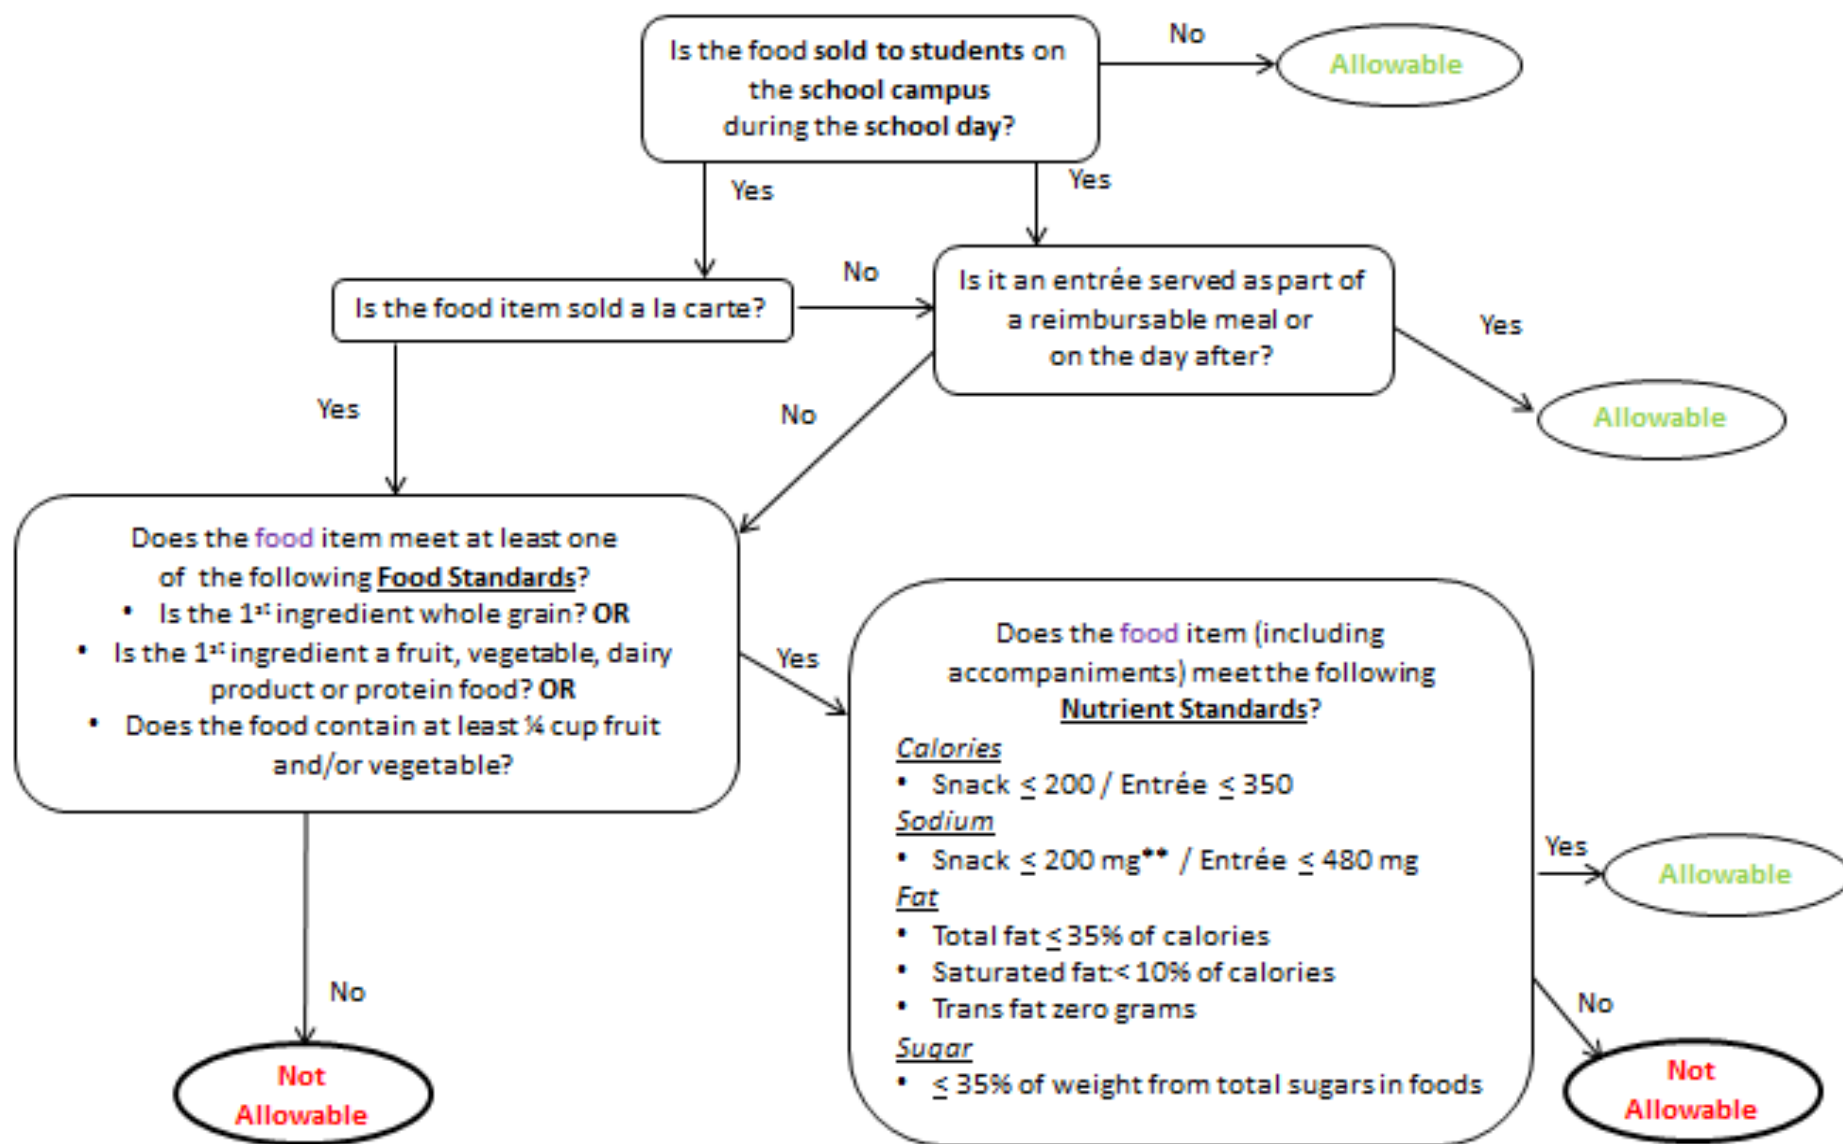 Is the food sold to students on
the school campus
during the school day?
No
Allowable
Yes
Yes
Is the food item sold a la carte?
No
Is it an entrée served as part of
a reimbursable meal or
on the day after?
Yes
Allowable
Yes
No
Does the food item meet at least one
of the following Food Standards?
• Is the 1st ingredient whole grain? OR
• Is the 1st ingredient a fruit, vegetable, dairy
product or protein food? OR
• Does the food contain at least ¼ cup fruit
and/or vegetable?
Yes
Does the food item (including
accompaniments) meet the following
Nutrient Standards?
Calories
• Snack ≤ 200 / Entrée ≤ 350
Sodium
• Snack ≤ 200 mg** / Entrée ≤ 480 mg
Fat
• Total fat ≤ 35% of calories
• Saturated fat:< 10% of calories
• Trans fat zero grams
Sugar
• ≤ 35% of weight from total sugars in foods
Yes
Allowable
No
Not
Allowable
No
Not
Allowable